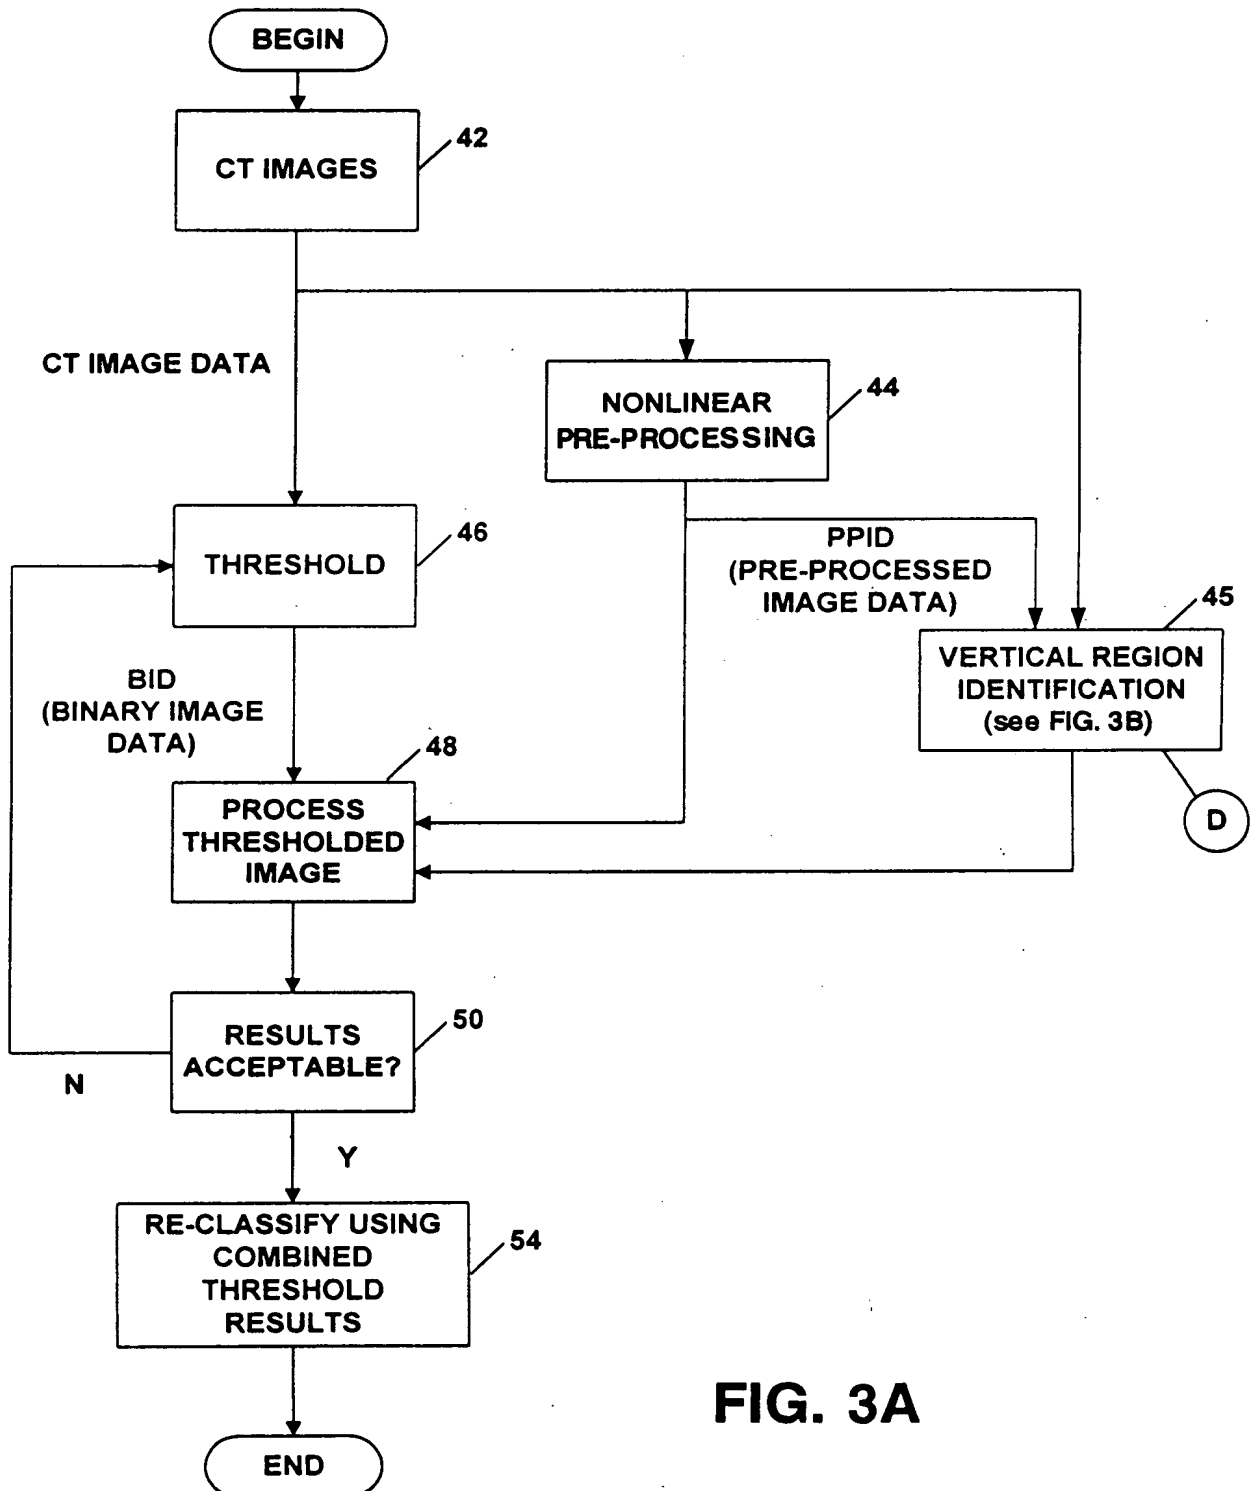 BEGIN
CT IMAGES
42
CT IMAGE DATA
NONLINEAR
PRE-PROCESSING
44
THRESHOLD
46
PPID
(PRE-PROCESSED
IMAGE DATA)
45
VERTICAL REGION
IDENTIFICATION
(see FIG. 3B)
BID
(BINARY IMAGE
DATA)
48
PROCESS
THRESHOLDED
IMAGE
D
RESULTS
ACCEPTABLE?
50
N
Y
RE-CLASSIFY USING
COMBINED
THRESHOLD
RESULTS
54
FIG. 3A
END